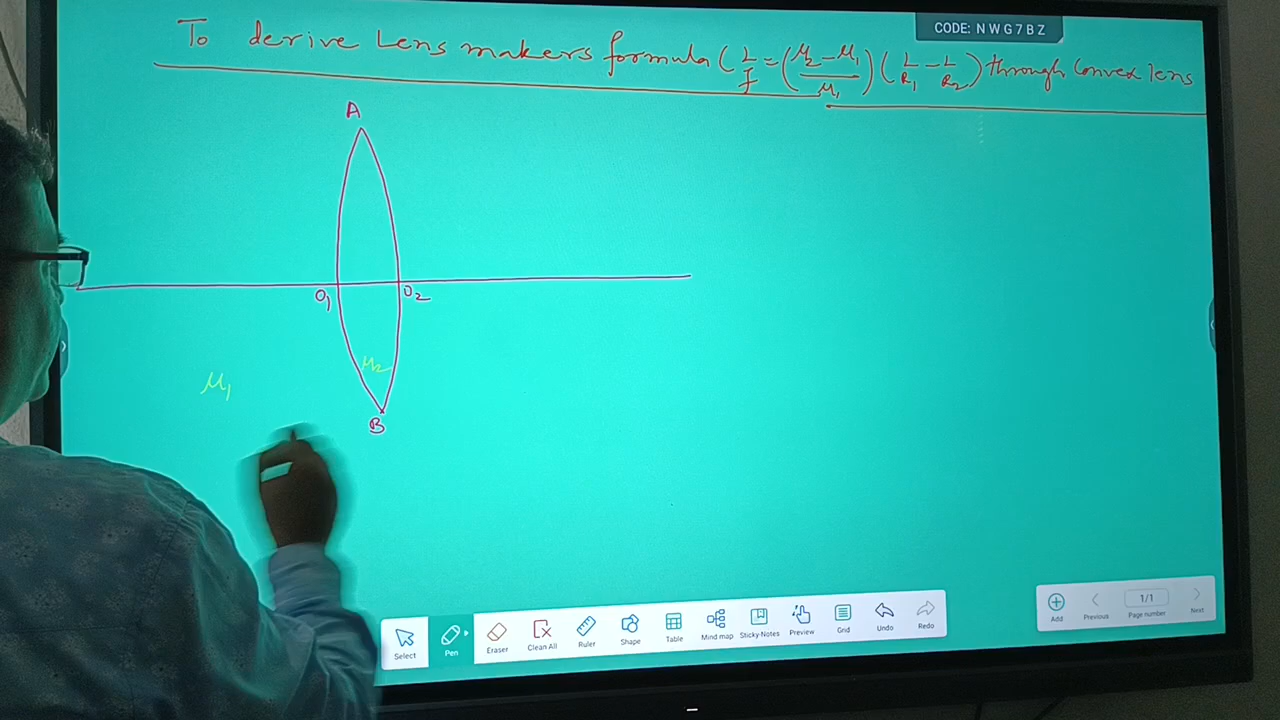 CODE: NWG7BZ
To derive Lens makers formula (1/f = (μ2-μ1/μ1) (1/R1 - 1/R2) through Convex lens
A
O1
O2
μ2
μ1
B
Select
Pen
Eraser
Clean All
Ruler
Shape
Table
Mind map
Sticky-Notes
Preview
Grid
Undo
Redo
Add
Previous
1/1
Page number
Next